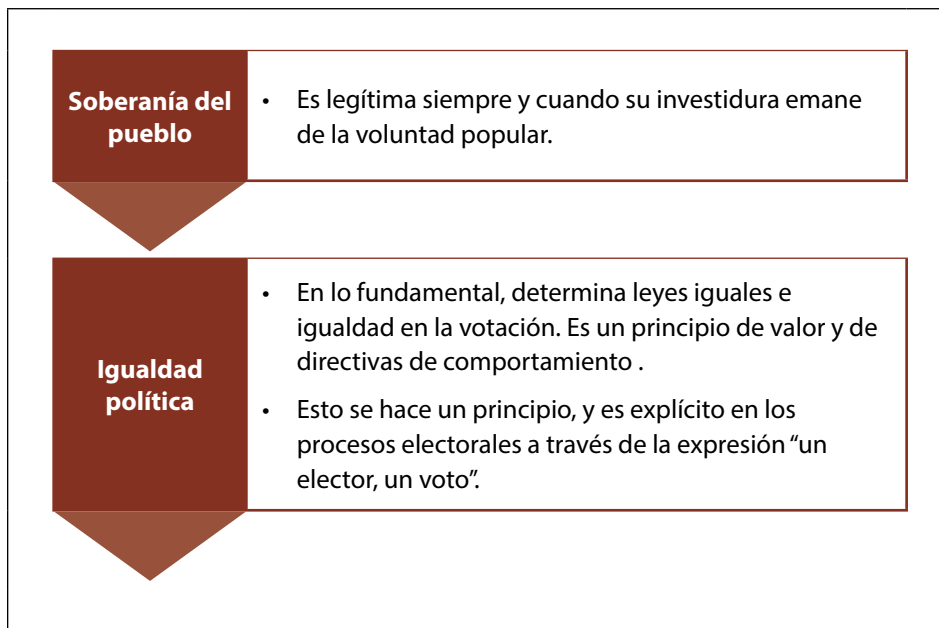 Soberanía del
pueblo
• Es legítima siempre y cuando su investidura emane
de la voluntad popular.
Igualdad
política
• En lo fundamental, determina leyes iguales e
igualdad en la votación. Es un principio de valor y de
directivas de comportamiento .
• Esto se hace un principio, y es explícito en los
procesos electorales a través de la expresión “un
elector, un voto”.